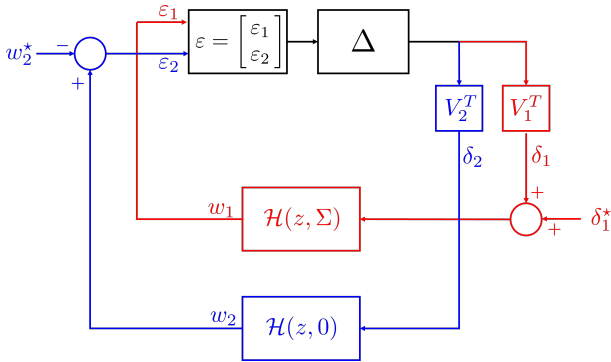 ε₁
w₂⋆ − ε₂ ε = [ε₁ ε₂] Δ
+
V₂ᵀ V₁ᵀ
δ₂ δ₁
+
w₁ ℋ(z, Σ) + δ₁⋆
w₂ ℋ(z, 0)